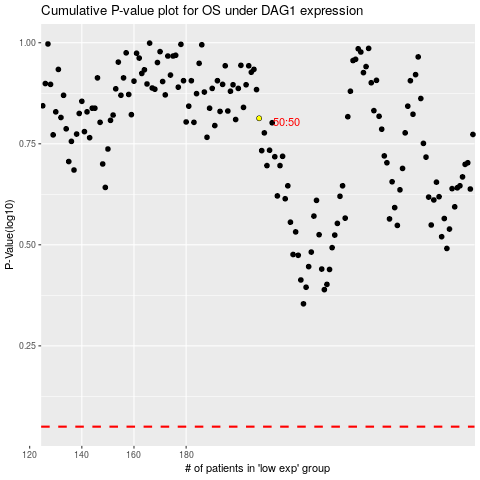 Cumulative P-value plot for OS under DAG1 expression
P-Value(log10)
1.00
0.75
0.50
0.25
50:50
120 125 140 160 180
# of patients in 'low exp' group